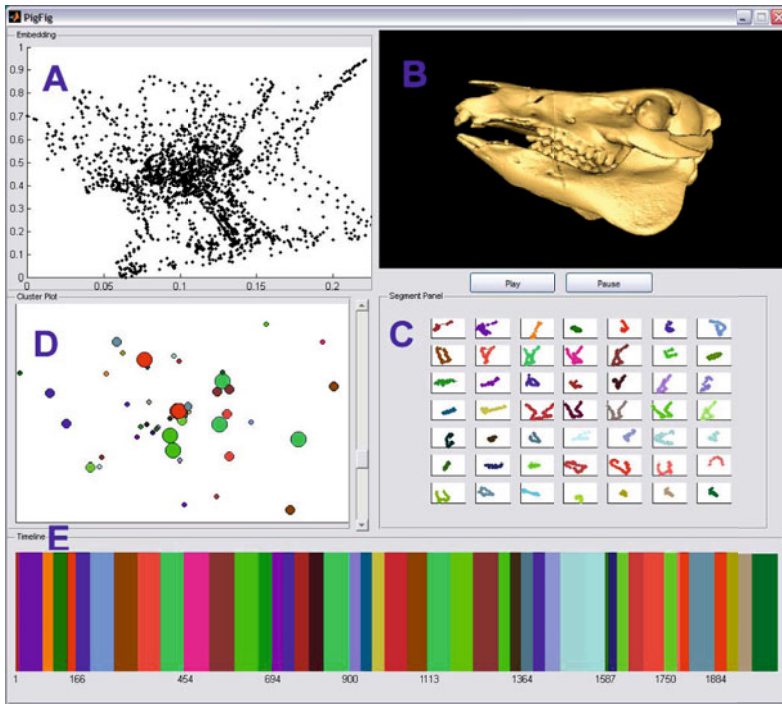 PigFig
Embedding
A
1
0.9
0.8
0.7
0.6
0.5
0.4
0.3
0.2
0.1
0
0 0.05 0.1 0.15 0.2
B
Play Pause
Cluster Plot
D
Segment Panel
C
Timeline
E
1 166 454 694 900 1113 1364 1587 1750 1884